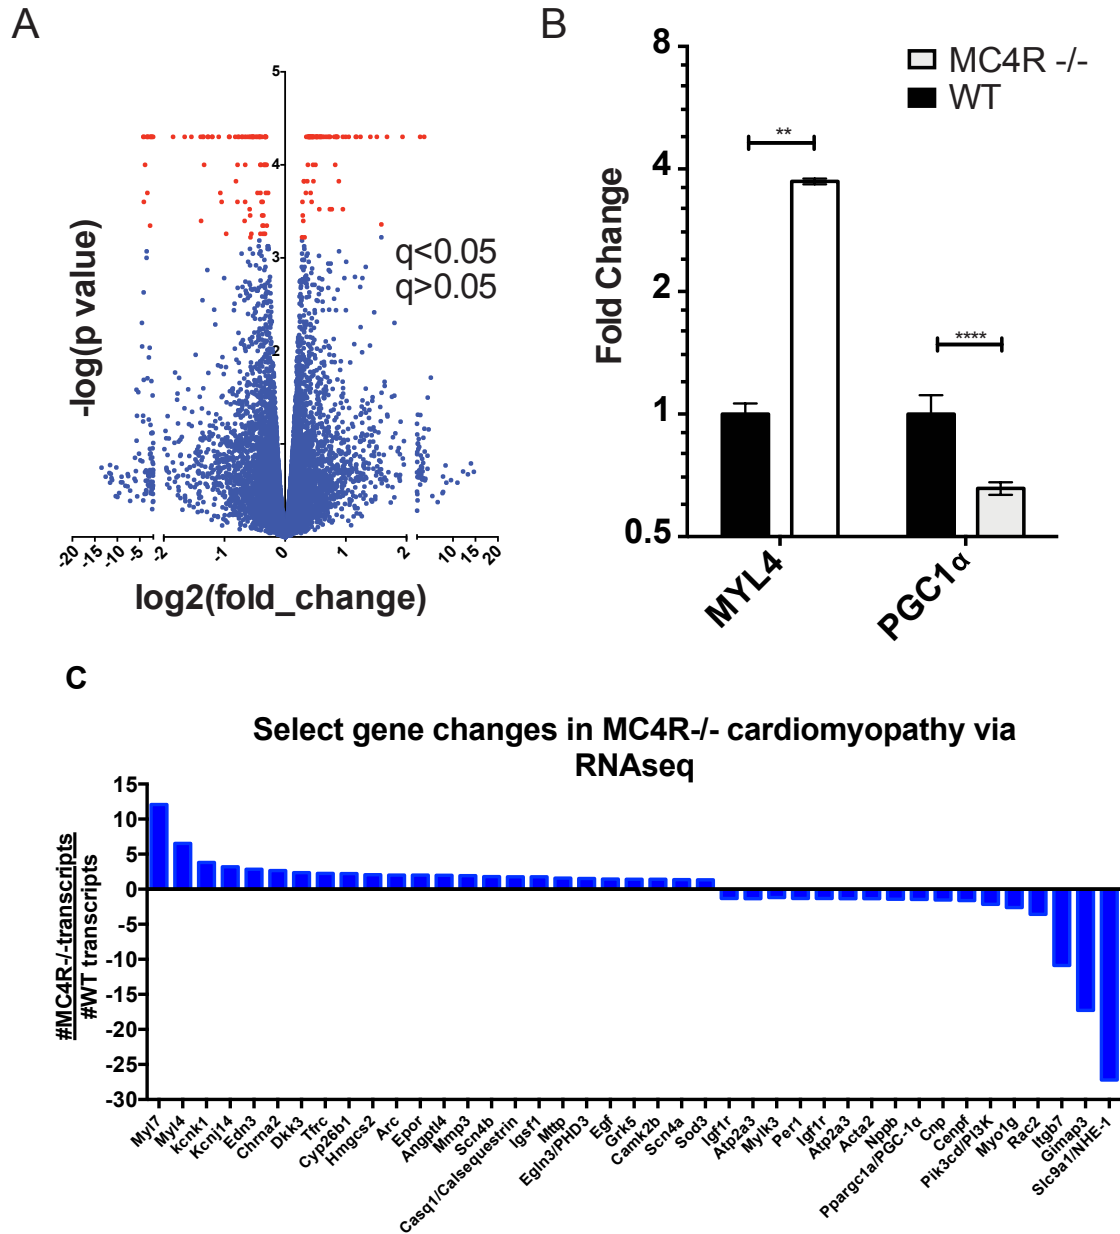 A
5
4
3
2
-log(p value)
q<0.05
q>0.05
-20 -15 -10 -5 -2 -1 0 1 2 10 15 20
log2(fold_change)
B
8
4
2
1
0.5
Fold Change
MC4R -/-
WT
**
****
MYL4
PGC1α
C
Select gene changes in MC4R-/- cardiomyopathy via
RNAseq
15
10
5
0
-5
-10
-15
-20
-25
-30
#MC4R-/-transcripts
#WT transcripts
Myl7
Myl4
kcnk1
Kcnj14
Edn3
Chrna2
Dkk3
Tfrc
Cyp26b1
Hmgcs2
Arc
Epor
Angptl4
Mmp3
Scn4b
Casq1/Calsequestrin
Igsf1
Mttp
Egln3/PHD3
Egf
Grk5
Camk2b
Scn4a
Sod3
Igf1r
Atp2a3
Mylk3
Per1
Igf1r
Atp2a3
Acta2
Nppb
Ppargc1a/PGC-1α
Cnp
Cenpf
Pik3cd/PI3K
Myo1g
Rac2
Itgb7
Gimap3
Slc9a1/NHE-1